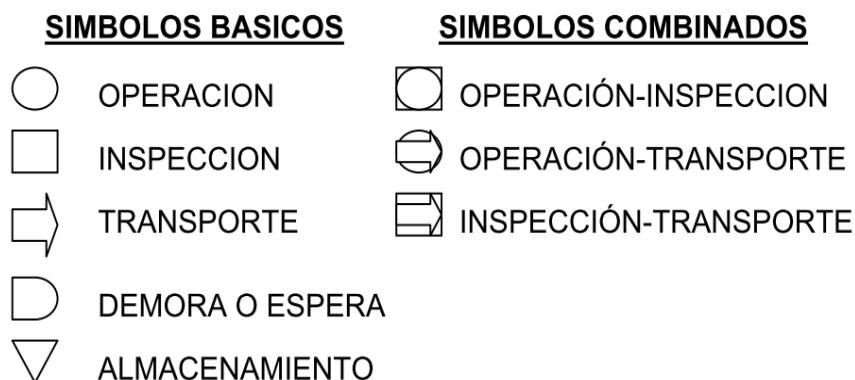 SIMBOLOS BASICOS
OPERACION
INSPECCION
TRANSPORTE
DEMORA O ESPERA
ALMACENAMIENTO
SIMBOLOS COMBINADOS
OPERACIÓN-INSPECCION
OPERACIÓN-TRANSPORTE
INSPECCIÓN-TRANSPORTE